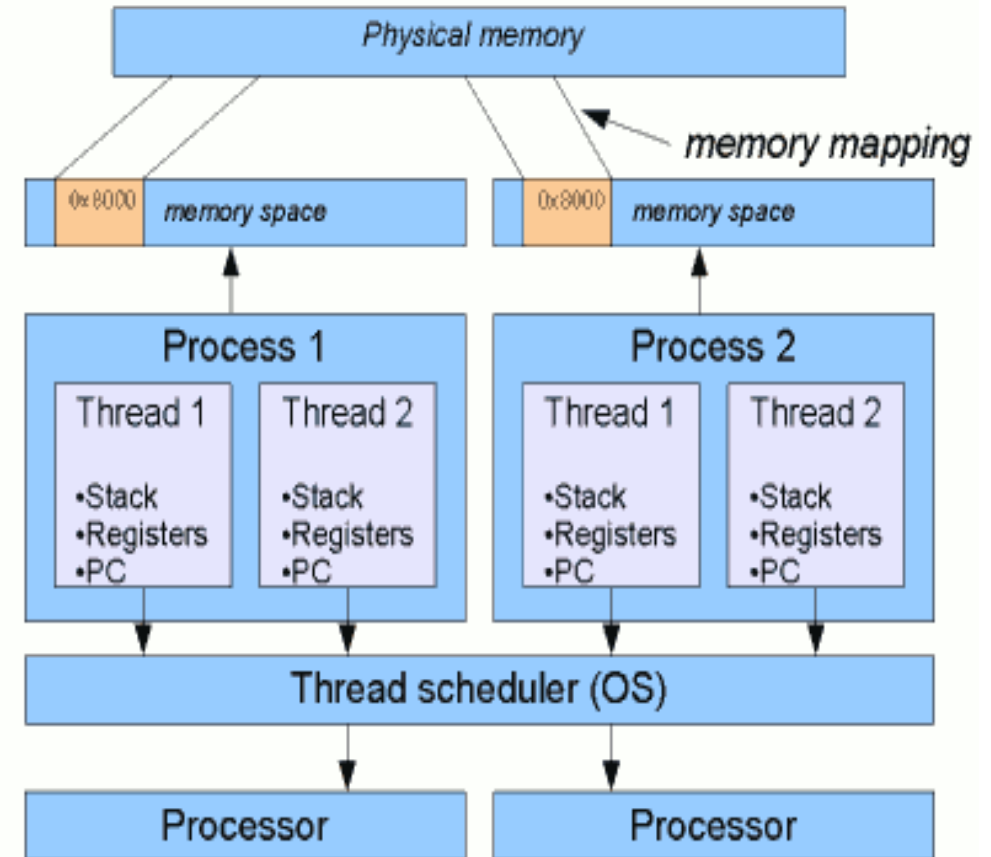 Physical memory
memory mapping
0x8000
memory space
0x8000
memory space
Process 1
Process 2
Thread 1
•Stack
•Registers
•PC
Thread 2
•Stack
•Registers
•PC
Thread 1
•Stack
•Registers
•PC
Thread 2
•Stack
•Registers
•PC
Thread scheduler (OS)
Processor
Processor